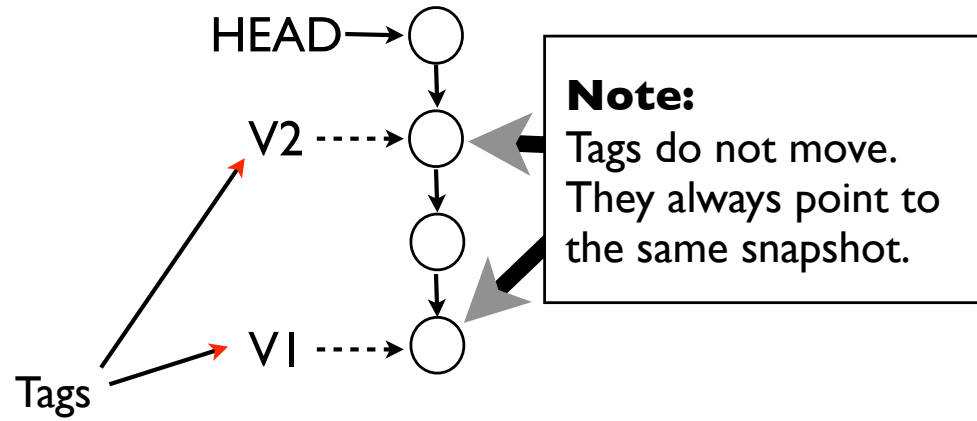 HEAD
V2
Note:
Tags do not move.
They always point to
the same snapshot.
V1
Tags